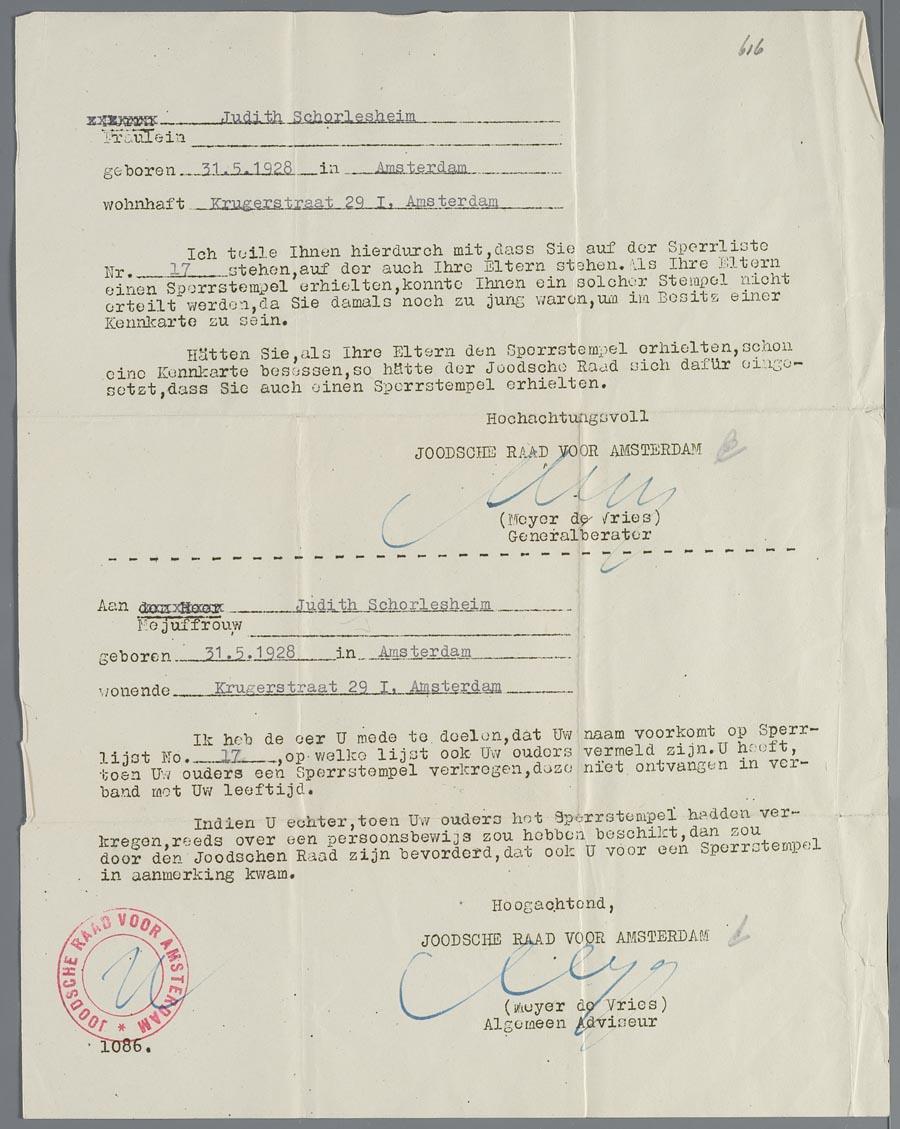 616
xxxxxxx Judith Schorlesheim
Fräulein
geboren 31.5.1928 in Amsterdam
wohnhaft Krugerstraat 29 I, Amsterdam
Ich teile Ihnen hierdurch mit,dass Sie auf der Sperrliste
Nr. 17 stehen,auf der auch Ihre Eltern stehen.Als Ihre Eltern
einen Sperrstempel erhielten,konnte Ihnen ein solcher Stempel nicht
erteilt werden,da Sie damals noch zu jung waren,um im Besitz einer
Kennkarte zu sein.
Hätten Sie,als Ihre Eltern den Sperrstempel erhielten,schon
eine Kennkarte besessen,so hätte der Joodsche Raad sich dafür einge-
setzt,dass Sie auch einen Sperrstempel erhielten.
Hochachtungsvoll
JOODSCHE RAAD VOOR AMSTERDAM
(Meyer de Vries)
Generalberater
Aan den Heer Judith Schorlesheim
Mejuffrouw
geboren 31.5.1928 in Amsterdam
wonende Krugerstraat 29 I, Amsterdam
Ik heb de eer U mede te deelen,dat Uw naam voorkomt op Sperr-
lijst No. 17 ,op welke lijst ook Uw ouders vermeld zijn.U heeft,
toen Uw ouders een Sperrstempel verkregen,deze niet ontvangen in ver-
band met Uw leeftijd.
Indien U echter,toen Uw ouders het Sperrstempel hadden ver-
kregen,reeds over een persoonsbewijs zou hebben beschikt,dan zou
door den Joodschen Raad zijn bevorderd,dat ook U voor een Sperrstempel
in aanmerking kwam.
Hoogachtend,
JOODSCHE RAAD VOOR AMSTERDAM
(Meyer de Vries)
Algemeen Adviseur
JOODSCHE RAAD VOOR AMSTERDAM *
1086.